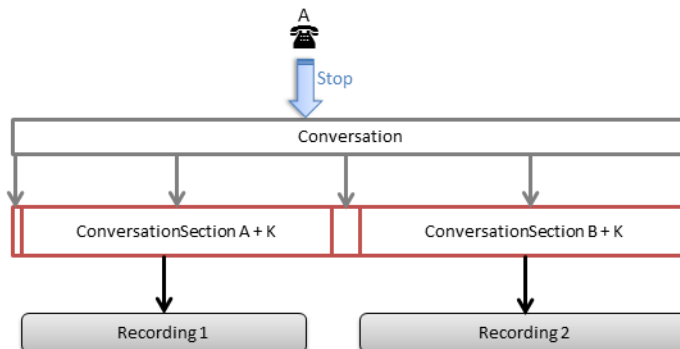 A
Stop
Conversation
ConversationSection A + K
ConversationSection B + K
Recording 1
Recording 2